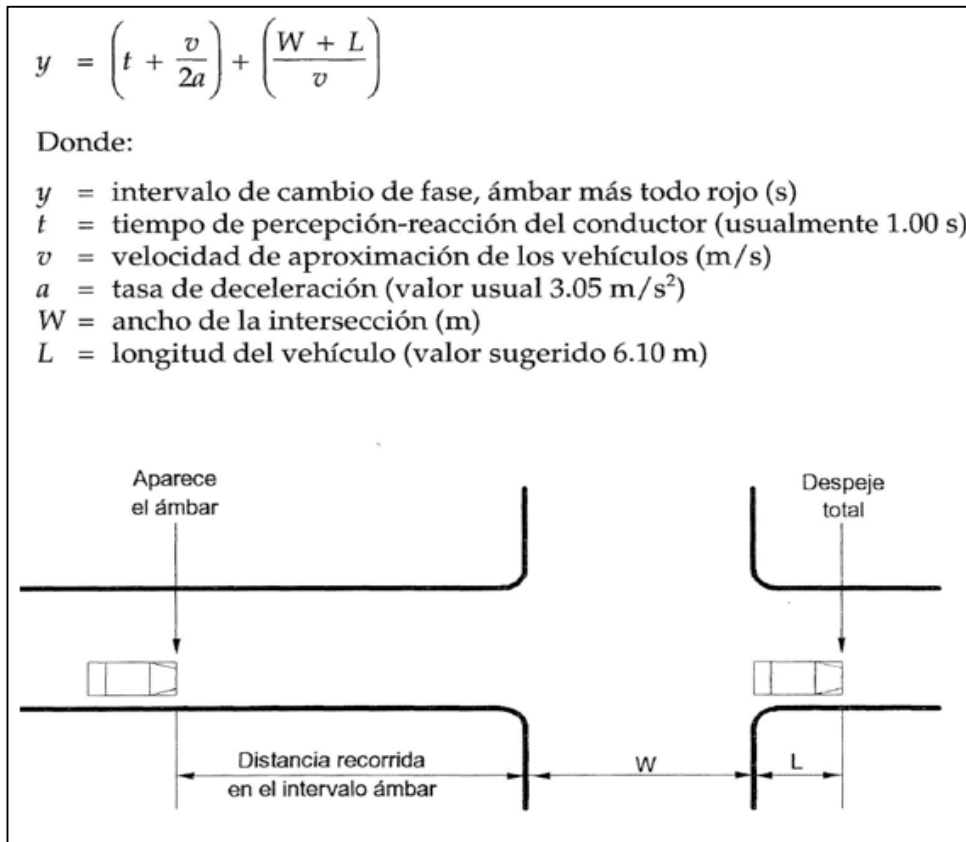 y = (t + v/2a) + ((W + L)/v)
Donde:
y = intervalo de cambio de fase, ámbar más todo rojo (s)
t = tiempo de percepción-reacción del conductor (usualmente 1.00 s)
v = velocidad de aproximación de los vehículos (m/s)
a = tasa de deceleración (valor usual 3.05 m/s²)
W = ancho de la intersección (m)
L = longitud del vehículo (valor sugerido 6.10 m)
Aparece
el ámbar
Despeje
total
Distancia recorrida
en el intervalo ámbar
W
L